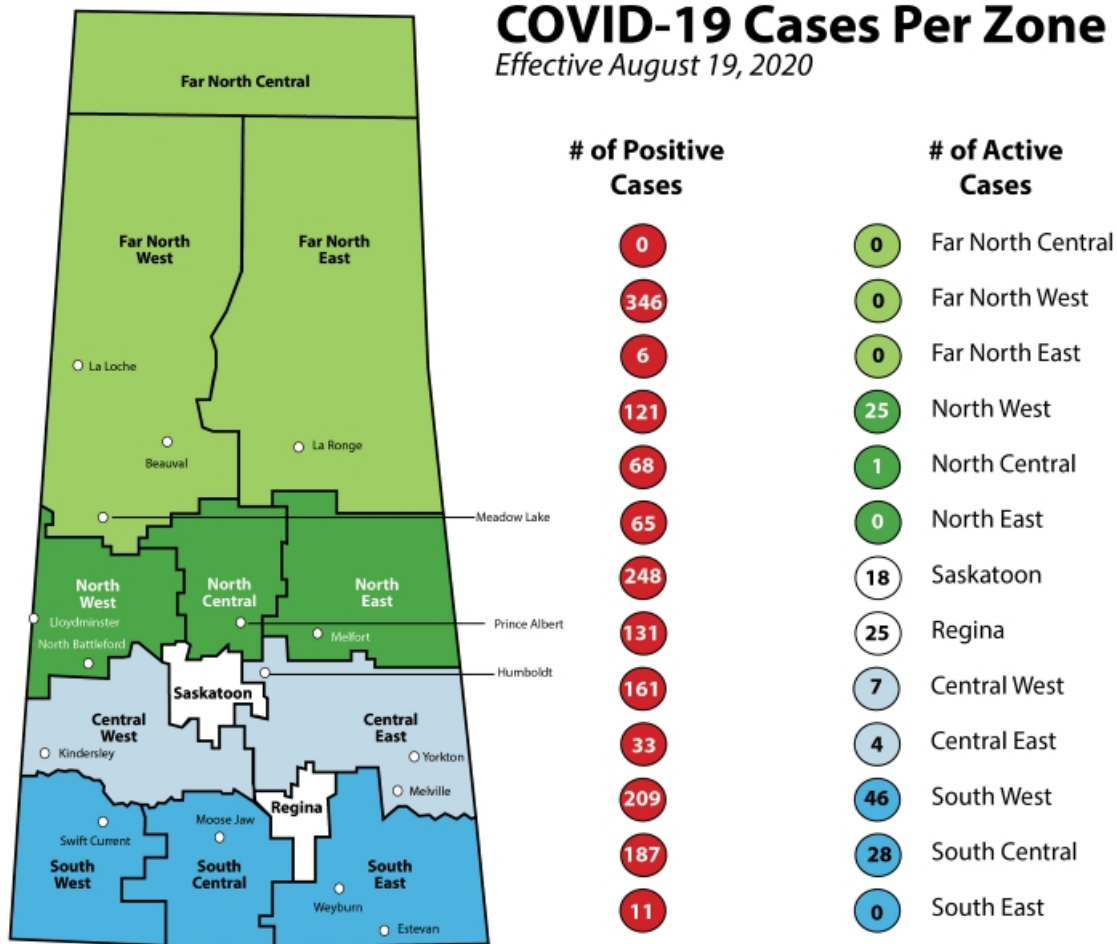 COVID-19 Cases Per Zone
Effective August 19, 2020
Far North Central
Far North
West
Far North
East
La Loche
Beauval
La Ronge
Meadow Lake
North
West
North
Central
North
East
Lloydminster
North Battleford
Prince Albert
Melfort
Humboldt
Saskatoon
Central
West
Central
East
Kindersley
Yorkton
Melville
Regina
Moose Jaw
Swift Current
South
West
South
Central
South
East
Weyburn
Estevan
# of Positive
Cases
# of Active
Cases
0 0 Far North Central
346 0 Far North West
6 0 Far North East
121 25 North West
68 1 North Central
65 0 North East
248 18 Saskatoon
131 25 Regina
161 7 Central West
33 4 Central East
209 46 South West
187 28 South Central
11 0 South East